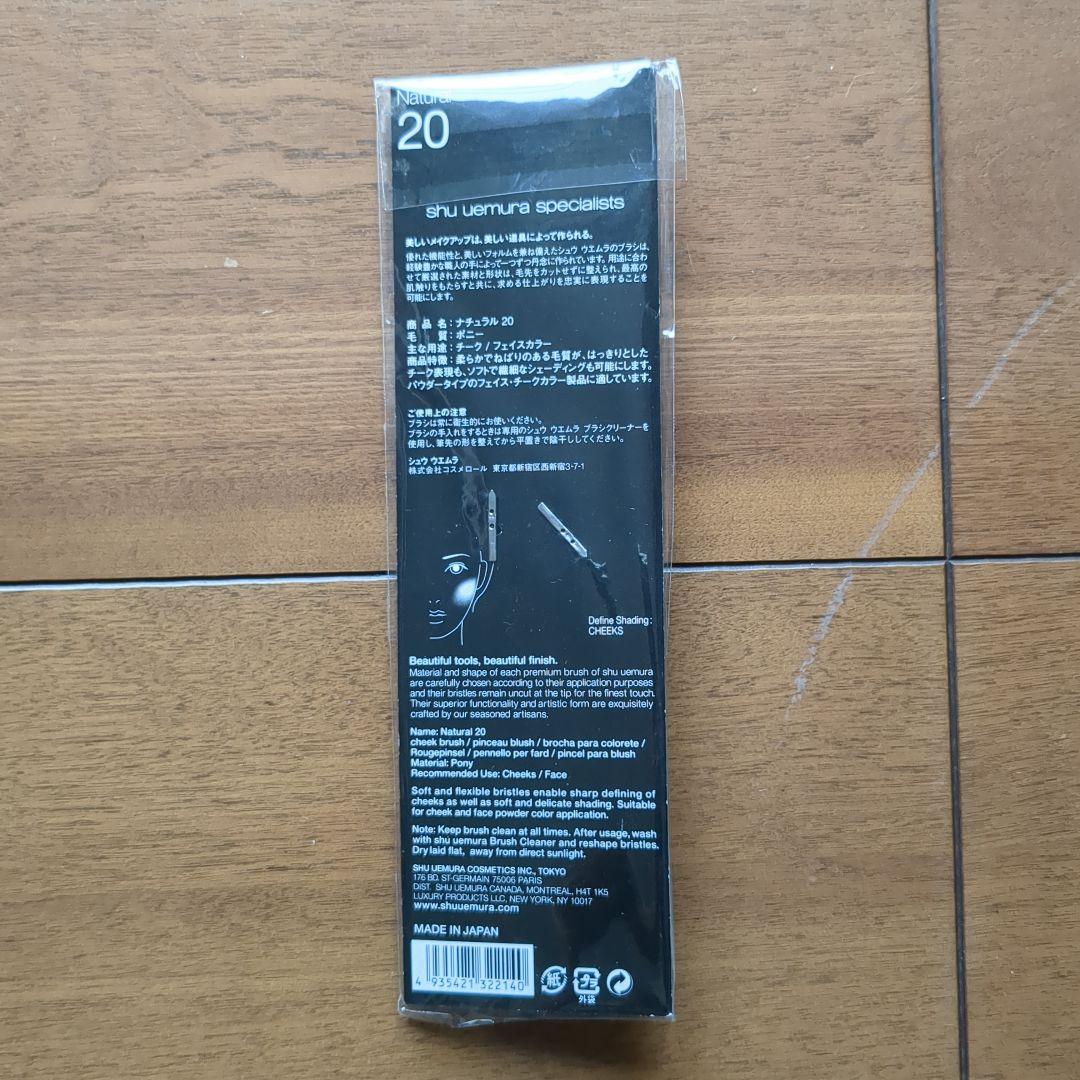 Natural
20
shu uemura specialists
美しいメイクアップは、美しい道具によって作られる。
優れた機能性と、美しいフォルムを兼ね備えたシュウ ウエムラのブラシは、
経験豊かな職人の手によって一つずつ丹念に作られています。用途に合わ
せて厳選された素材と形状は、毛先をカットせずに整えられ、最高の
肌触りをもたらすと共に、求める仕上がりを忠実に表現することを
可能にします。
商 品 名：ナチュラル 20
毛　　質：ポニー
主な用途：チーク / フェイスカラー
商品特徴：柔らかでねばりのある毛質が、はっきりとした
チーク表現も、ソフトで繊細なシェーディングも可能にします。
パウダータイプのフェイス・チークカラー製品に適しています。
ご使用上の注意
ブラシは常に衛生的にお使いください。
ブラシの手入れをするときは専用のシュウ ウエムラ ブラシクリーナーを
使用し、筆先の形を整えてから平置きで陰干ししてください。
シュウ ウエムラ
株式会社コスメロール 東京都新宿区西新宿3-7-1
Define Shading:
CHEEKS
Beautiful tools, beautiful finish.
Material and shape of each premium brush of shu uemura
are carefully chosen according to their application purposes
and their bristles remain uncut at the tip for the finest touch.
Their superior functionality and artistic form are exquisitely
crafted by our seasoned artisans.
Name: Natural 20
cheek brush / pinceau blush / brocha para colorete /
Rougepinsel / pennello per fard / pincel para blush
Material: Pony
Recommended Use: Cheeks / Face
Soft and flexible bristles enable sharp defining of
cheeks as well as soft and delicate shading. Suitable
for cheek and face powder color application.
Note: Keep brush clean at all times. After usage, wash
with shu uemura Brush Cleaner and reshape bristles.
Dry laid flat, away from direct sunlight.
SHU UEMURA COSMETICS INC., TOKYO
176 BD. ST-GERMAIN 75006 PARIS
DIST. SHU UEMURA CANADA, MONTREAL, H4T 1K5
LUXURY PRODUCTS LLC, NEW YORK, NY 10017
www.shuuemura.com
MADE IN JAPAN
4 935421 322140
紙
プラ
外袋